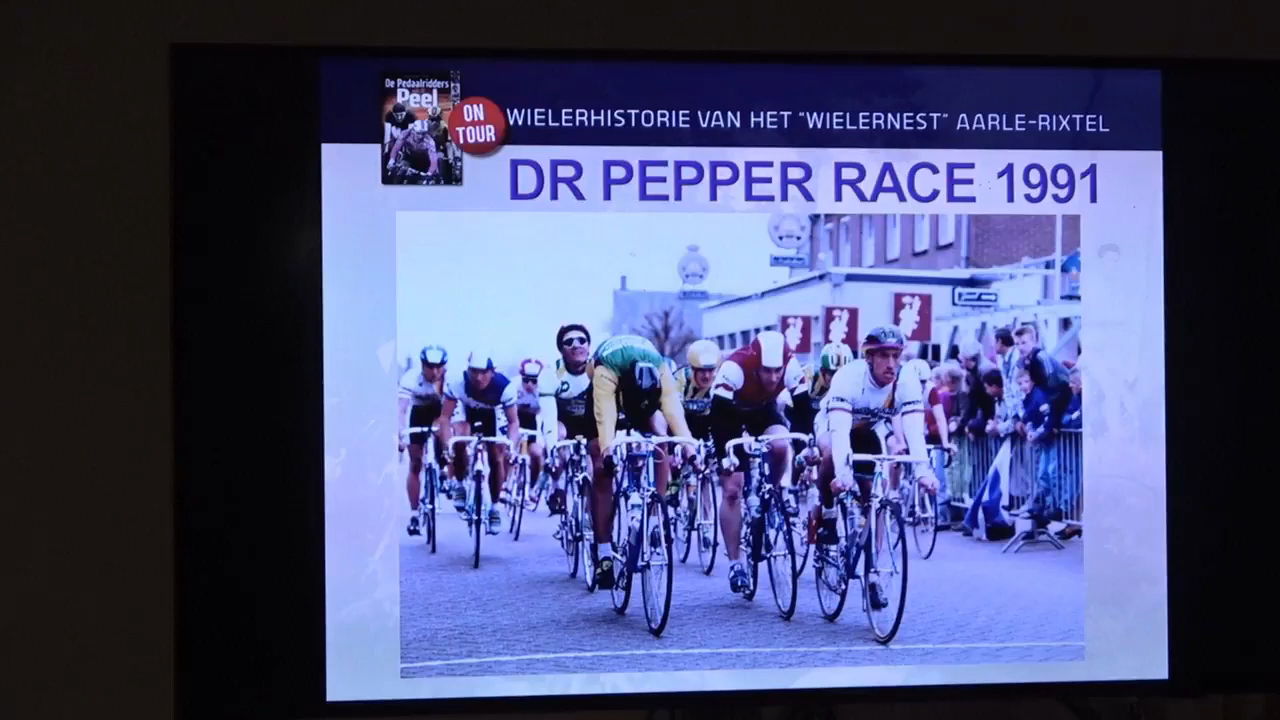 De Pedaalridders
Peel
ON
TOUR
WIELERHISTORIE VAN HET "WIELERNEST" AARLE-RIXTEL
DR PEPPER RACE 1991